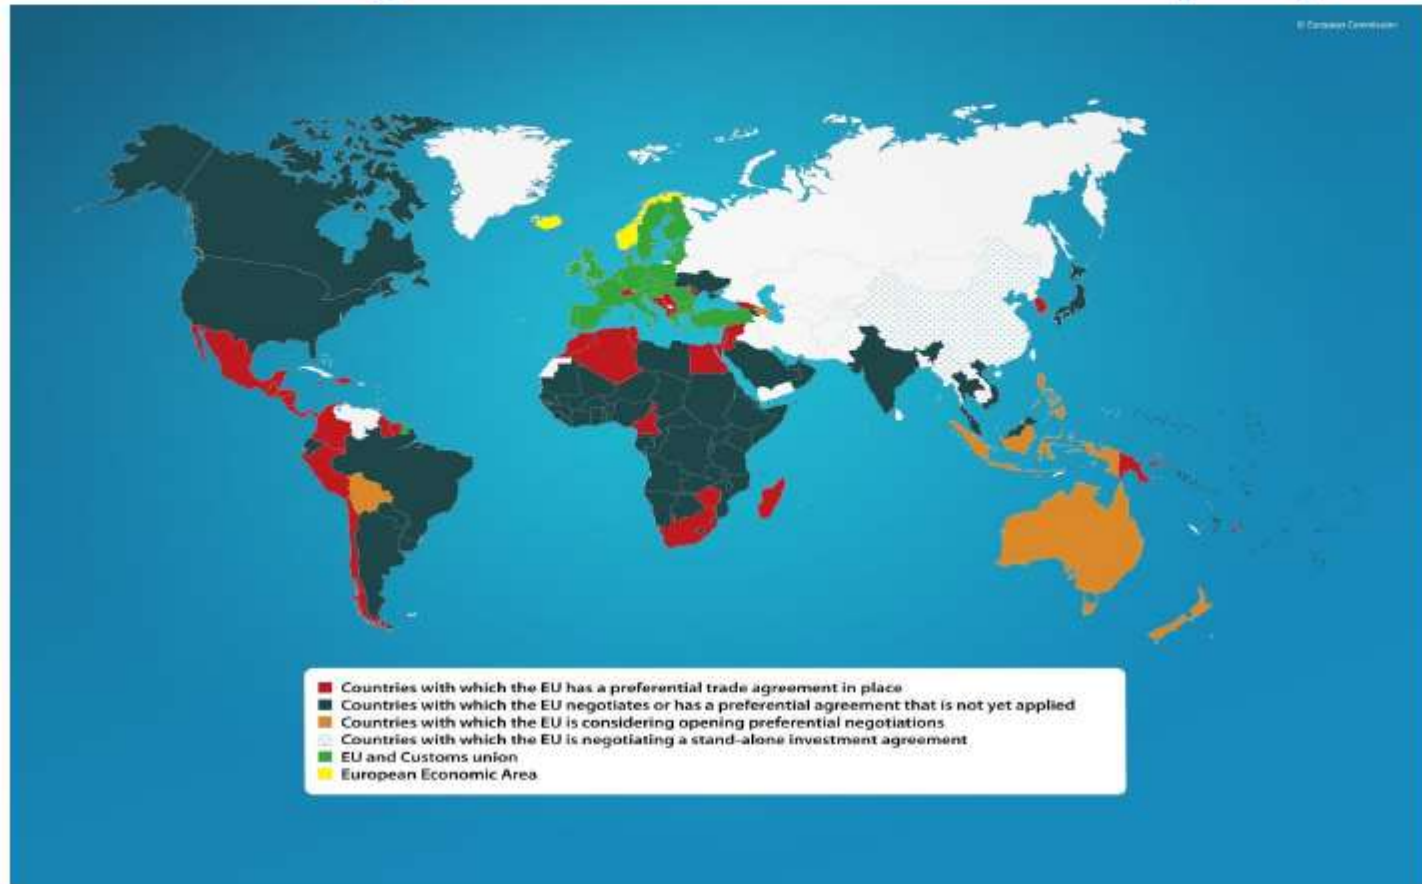 © European Commission
Countries with which the EU has a preferential trade agreement in place
Countries with which the EU negotiates or has a preferential agreement that is not yet applied
Countries with which the EU is considering opening preferential negotiations
Countries with which the EU is negotiating a stand-alone investment agreement
EU and Customs union
European Economic Area